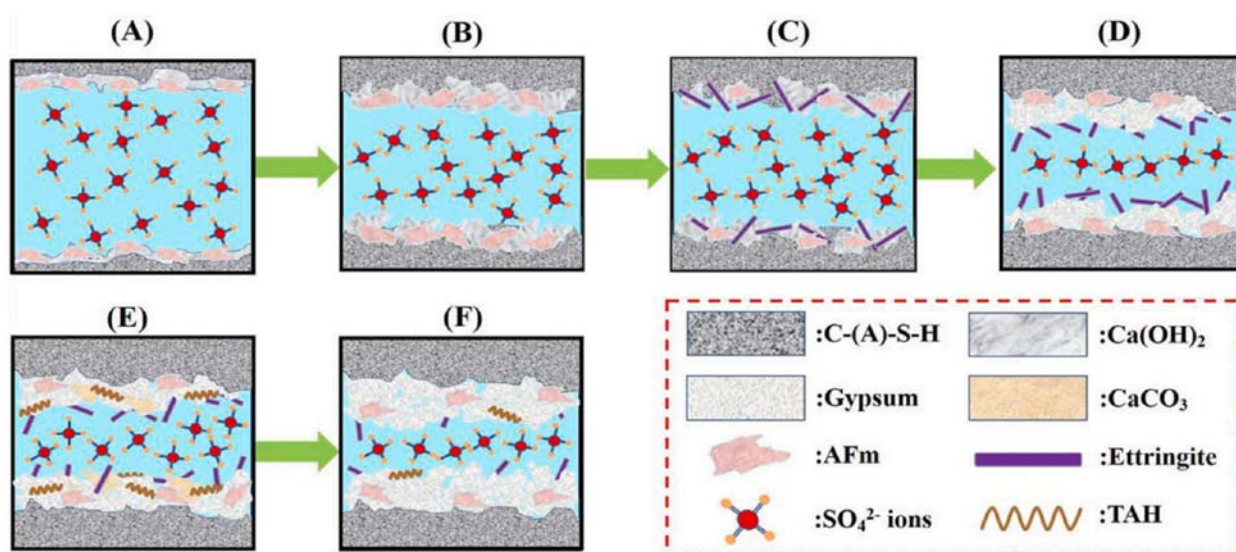 (A)
(B)
(C)
(D)
(E)
(F)
:C-(A)-S-H
:Ca(OH)₂
:Gypsum
:CaCO₃
:AFm
:Ettringite
:SO₄²⁻ ions
:TAH